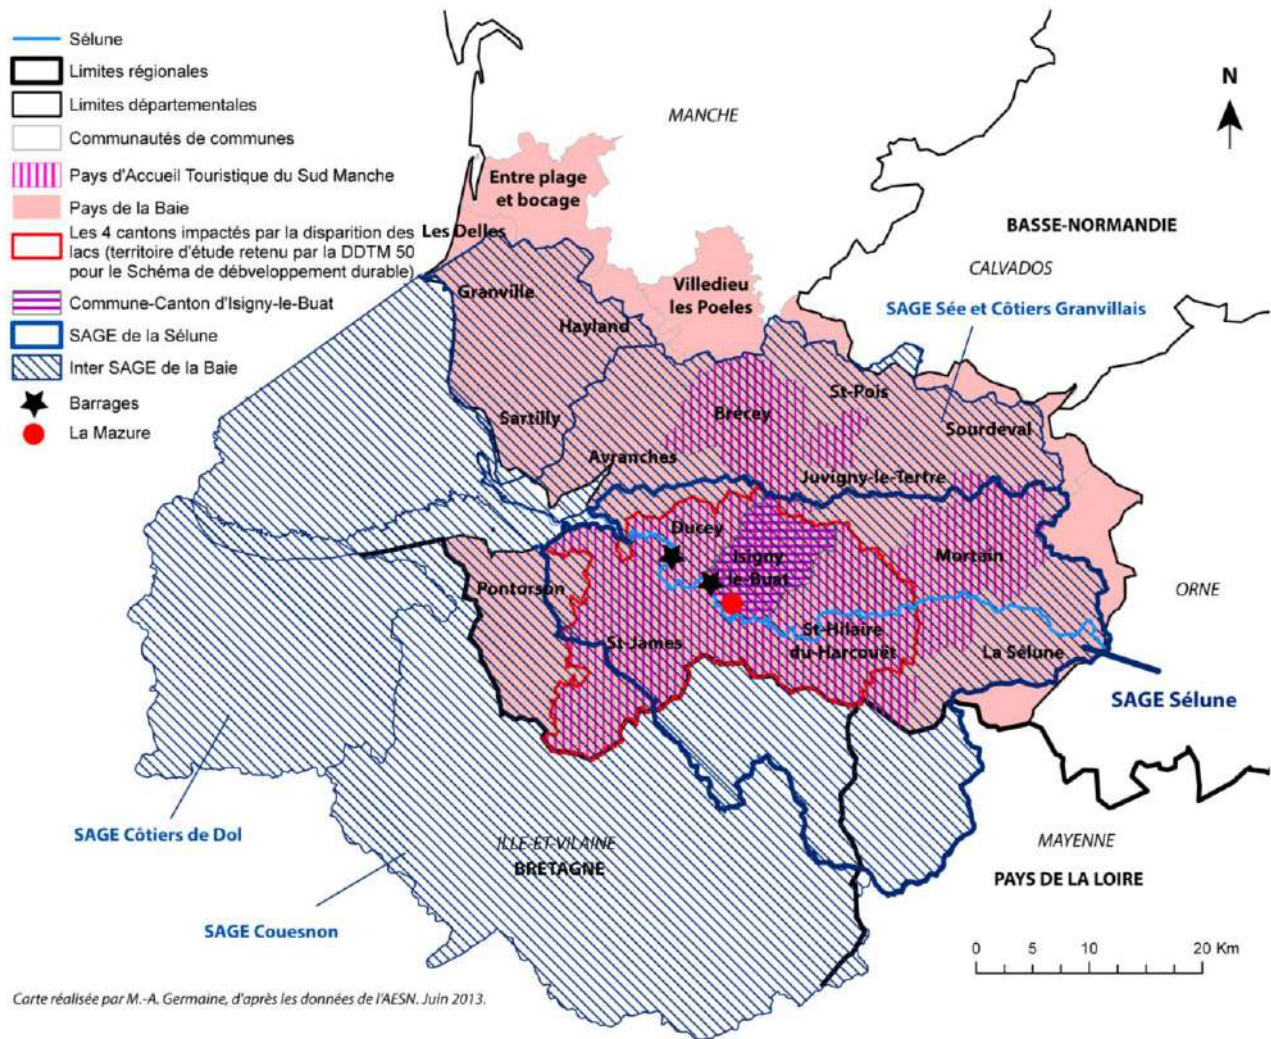 Sélune
Limites régionales
Limites départementales
Communautés de communes
Pays d'Accueil Touristique du Sud Manche
Pays de la Baie
Les 4 cantons impactés par la disparition des
lacs (territoire d'étude retenu par la DDTM 50
pour le Schéma de débveloppement durable)
Commune-Canton d'Isigny-le-Buat
SAGE de la Sélune
Inter SAGE de la Baie
Barrages
La Mazure
N
MANCHE
Entre plage
et bocage
Les Delles
BASSE-NORMANDIE
CALVADOS
Villedieu
les Poeles
Granville
Hayland
SAGE Sée et Côtiers Granvillais
St-Pois
Brécey
Sartilly
Sourdeval
Avranches
Juvigny-le-Tertre
Ducey
Isigny
le-Buat
Mortain
Pontorson
ORNE
St-Hilaire
du-Harcouët
St-James
La Sélune
SAGE Sélune
SAGE Côtiers de Dol
ILLE-ET-VILAINE
BRETAGNE
MAYENNE
PAYS DE LA LOIRE
SAGE Couesnon
0 5 10 20 Km
Carte réalisée par M.-A. Germaine, d'après les données de l'AESN. Juin 2013.